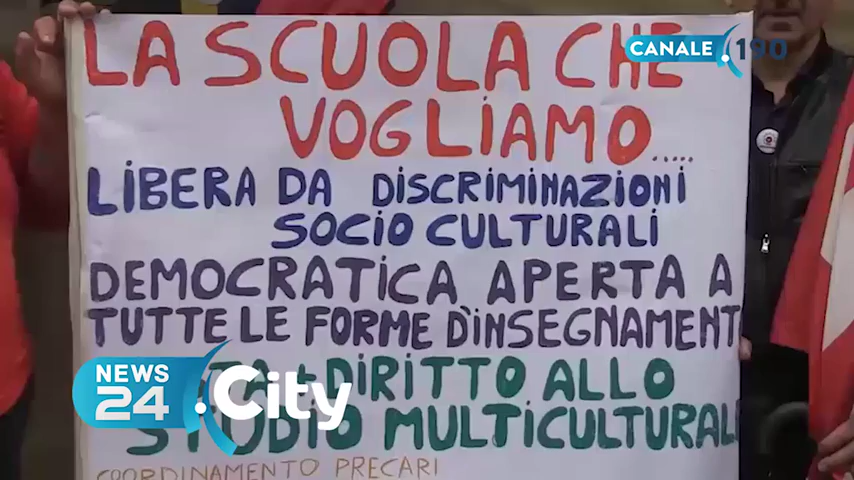 CANALE 190
LA SCUOLA CHE
VOGLIAMO.....
LIBERA DA DISCRIMINAZIONI
SOCIO CULTURALI
DEMOCRATICA APERTA A
TUTTE LE FORME D'INSEGNAMENT
DIRITTO ALLO
STUDIO MULTICULTURALE
COORDINAMENTO PRECARI
NEWS
24 .City